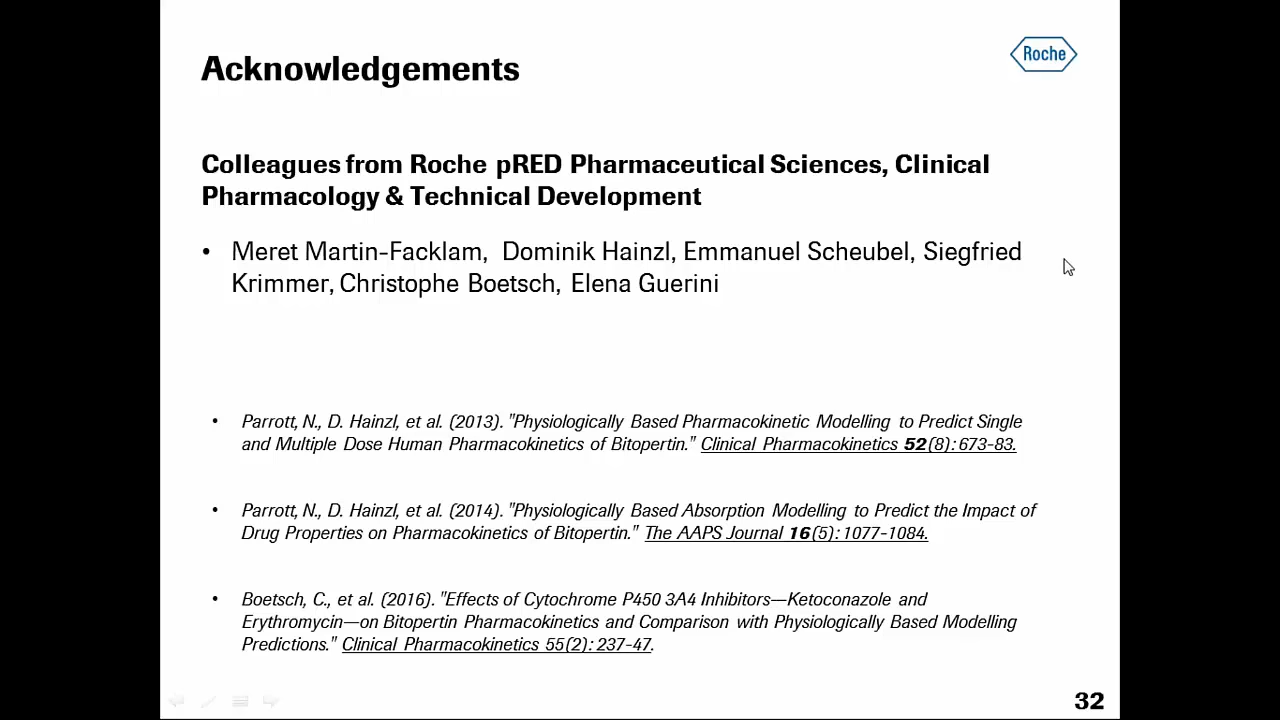 Acknowledgements
Roche
Colleagues from Roche pRED Pharmaceutical Sciences, Clinical
Pharmacology & Technical Development
• Meret Martin-Facklam, Dominik Hainzl, Emmanuel Scheubel, Siegfried
Krimmer, Christophe Boetsch, Elena Guerini
• Parrott, N., D. Hainzl, et al. (2013). "Physiologically Based Pharmacokinetic Modelling to Predict Single
and Multiple Dose Human Pharmacokinetics of Bitopertin." Clinical Pharmacokinetics 52(8): 673-83.
• Parrott, N., D. Hainzl, et al. (2014). "Physiologically Based Absorption Modelling to Predict the Impact of
Drug Properties on Pharmacokinetics of Bitopertin." The AAPS Journal 16(5): 1077-1084.
• Boetsch, C., et al. (2016). "Effects of Cytochrome P450 3A4 Inhibitors—Ketoconazole and
Erythromycin—on Bitopertin Pharmacokinetics and Comparison with Physiologically Based Modelling
Predictions." Clinical Pharmacokinetics 55(2): 237-47.
32